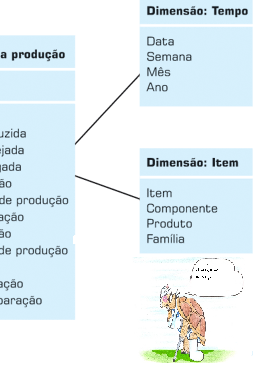 Dimensão: Tempo
Data
Semana
Mês
Ano
a produção
uzida
ejada
gada
ão
de produção
ação
ão
de produção
ação
paração
Dimensão: Item
Item
Componente
Produto
Família